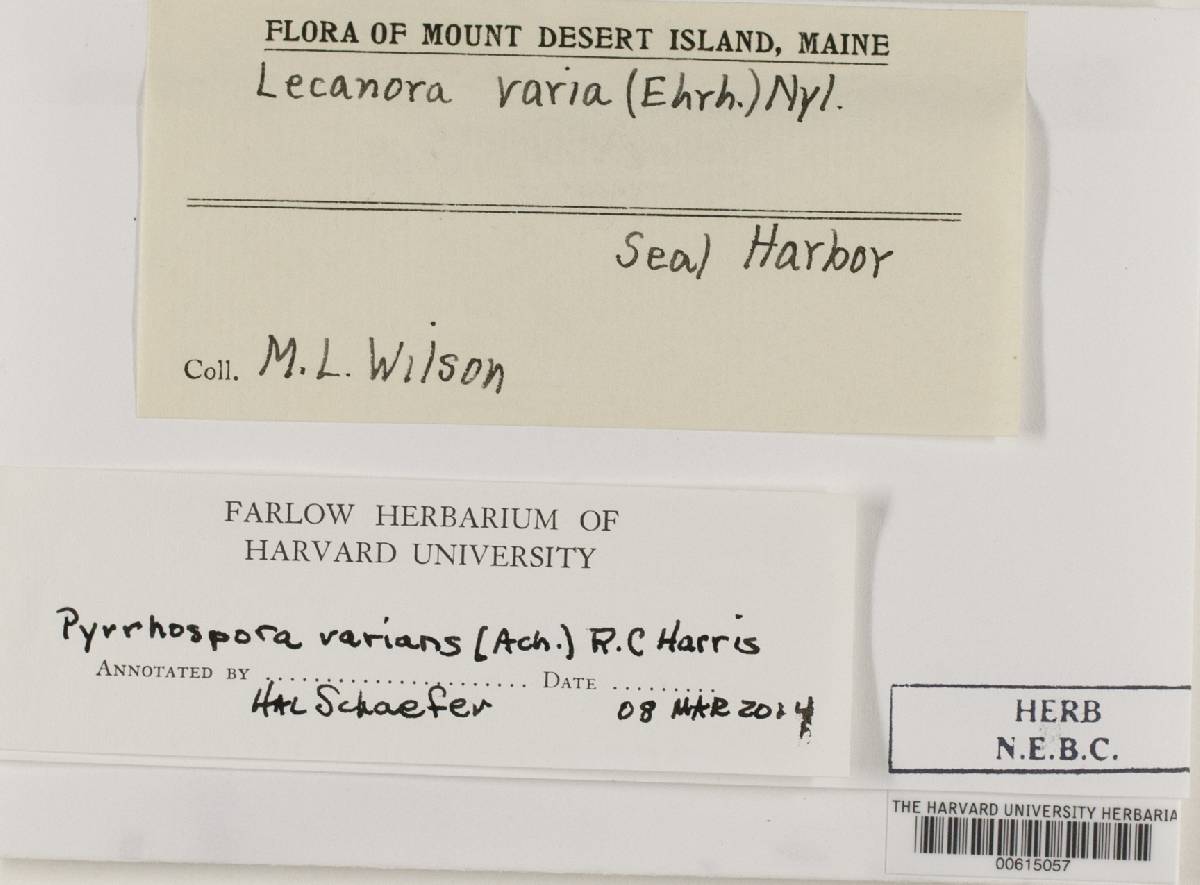 FLORA OF MOUNT DESERT ISLAND, MAINE
Lecanora varia (Ehrh.) Nyl.
Seal Harbor
Coll. M. L. Wilson
FARLOW HERBARIUM OF
HARVARD UNIVERSITY
Pyrrhospora varians (Ach.) R.C Harris
ANNOTATED BY ..................... DATE .........
HAL Schaefer 08 MAR 2014
HERB
N.E.B.C.
THE HARVARD UNIVERSITY HERBARIA
00615057